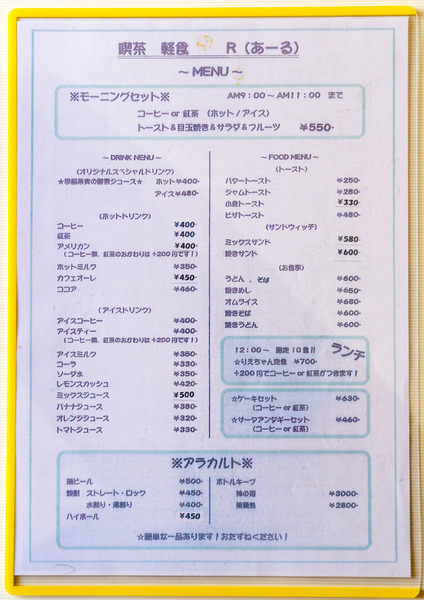 喫茶 軽食 R(あーる)
~ MENU ~
※モーニングセット※ AM9:00~AM11:00 まで
コーヒー or 紅茶 (ホット/アイス)
トースト&目玉焼き&サラダ&フルーツ ¥550-
~ DRINK NENU ~
(オリジナルスペシャルドリンク)
★季節果実の酵素ジュース★ ホット¥400-
アイス¥480-
(ホットドリンク)
コーヒー ¥400-
紅茶 ¥400-
アメリカン ¥400-
(コーヒー類、紅茶のおかわりは+200円です!)
ホットミルク ¥350-
カフェオーレ ¥450-
ココア ¥460-
(アイスドリンク)
アイスコーヒー ¥400-
アイスティー ¥400-
(コーヒー類、紅茶のおかわりは+200円です!)
アイスミルク ¥350-
コーラ ¥330-
ソーダ水 ¥350-
レモンスカッシュ ¥420-
ミックスジュース ¥500
バナナジュース ¥380-
オレンジジュース ¥320-
トマトジュース ¥330-
~ FOOD MENU ~
(トースト)
バタートースト ¥250-
ジャムトースト ¥280-
小倉トースト ¥330
ピザトースト ¥480-
(サンドウィッチ)
ミックスサンド ¥580-
焼きサンド ¥600-
(お食事)
うどん 、そば ¥600-
焼きめし ¥650-
オムライス ¥680-
焼きそば ¥600-
焼きうどん ¥600-
12:00~ 限定10食!! ランチ
☆りえちゃん定食 ¥700-
+200円でコーヒー or 紅茶がつきます!
☆ケーキセット ¥630-
(コーヒー or 紅茶)
☆サータアンダギーセット ¥460-
(コーヒー or 紅茶)
※アラカルト※
瓶ビール ¥500-
焼酎 ストレート・ロック ¥450-
水割り・湯割り ¥400-
ハイボール ¥450
ボトルキープ
神の河 ¥3000-
黒霧島 ¥2800-
☆簡単な一品あります!おたずねください!